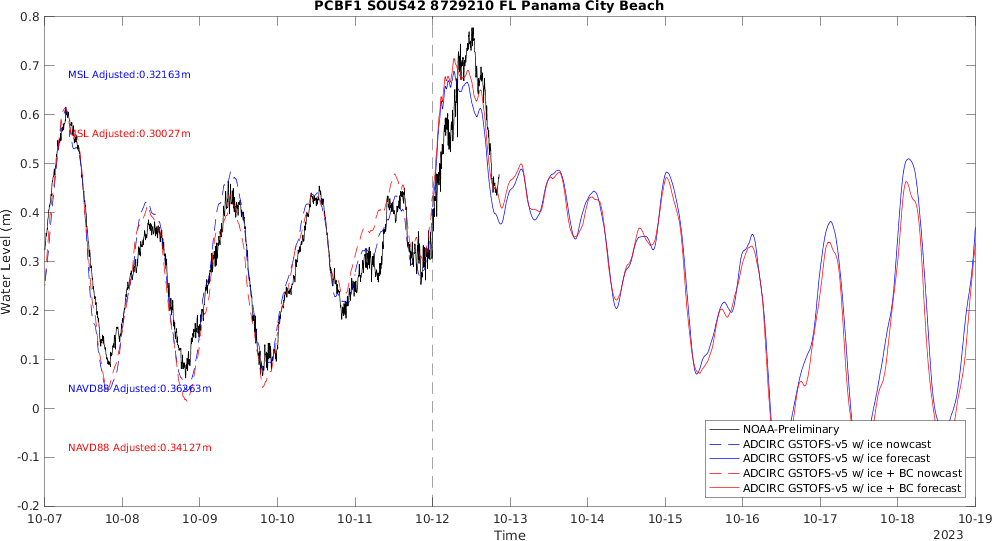 PCBF1 SOUS42 8729210 FL Panama City Beach
Water Level (m)
0.8
0.7
0.6
0.5
0.4
0.3
0.2
0.1
0
-0.1
-0.2
MSL Adjusted:0.32163m
MSL Adjusted:0.30027m
NAVD88 Adjusted:0.36263m
NAVD88 Adjusted:0.34127m
NOAA-Preliminary
ADCIRC GSTOFS-v5 w/ ice nowcast
ADCIRC GSTOFS-v5 w/ ice forecast
ADCIRC GSTOFS-v5 w/ ice + BC nowcast
ADCIRC GSTOFS-v5 w/ ice + BC forecast
10-07 10-08 10-09 10-10 10-11 10-12 10-13 10-14 10-15 10-16 10-17 10-18 10-19
Time
2023